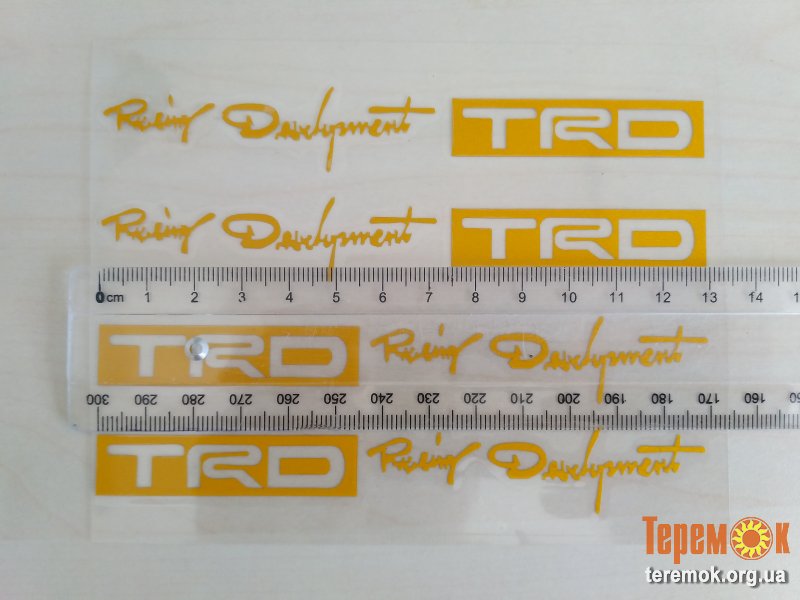 Racing Development TRD
Racing Development TRD
0 cm 1 2 3 4 5 6 7 8 9 10 11 12 13 14 15
TRD Racing Development
300 290 280 270 260 250 240 230 220 210 200 190 180 170 160
TRD Racing Development
ТеремОк
teremok.org.ua